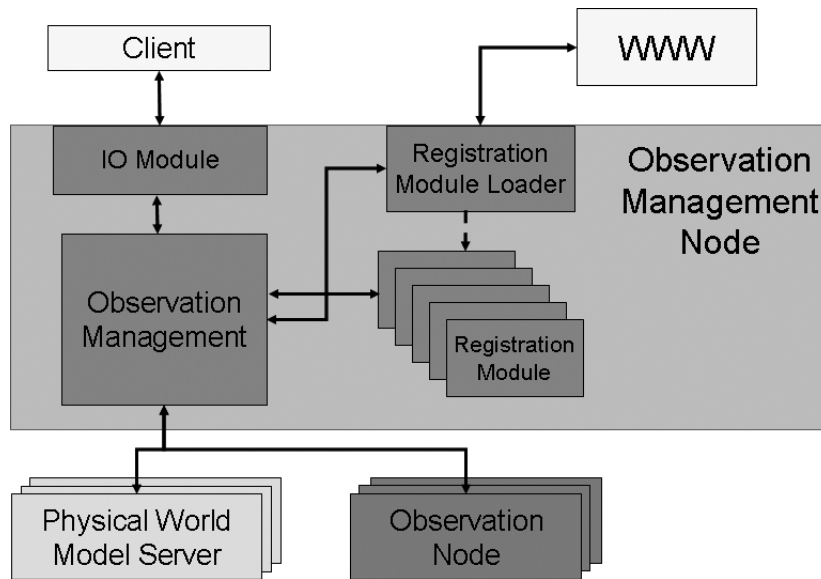 Client
WWW
IO Module
Registration
Module Loader
Observation
Management
Node
Observation
Management
Registration
Module
Physical World
Model Server
Observation
Node